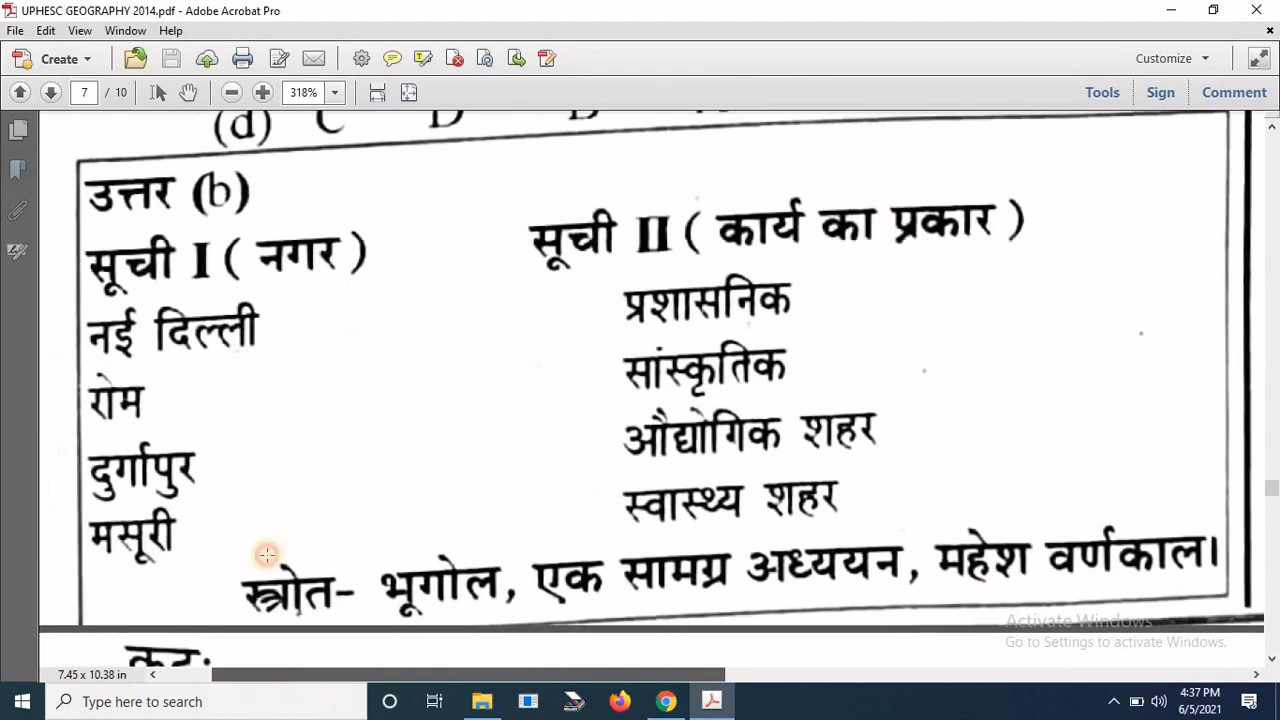 UPHESC GEOGRAPHY 2014.pdf - Adobe Acrobat Pro
File Edit View Window Help
Create Customize
7 / 10 318% Tools Sign Comment
(d) C D B
उत्तर (b)
सूची I ( नगर ) सूची II ( कार्य का प्रकार )
नई दिल्ली प्रशासनिक
रोम सांस्कृतिक
दुर्गापुर औद्योगिक शहर
मसूरी स्वास्थ्य शहर
स्त्रोत- भूगोल, एक सामग्र अध्ययन, महेश वर्णकाल।
Activate Windows
Go to Settings to activate Windows.
कूट:
7.45 x 10.38 in
Type here to search
4:37 PM
6/5/2021